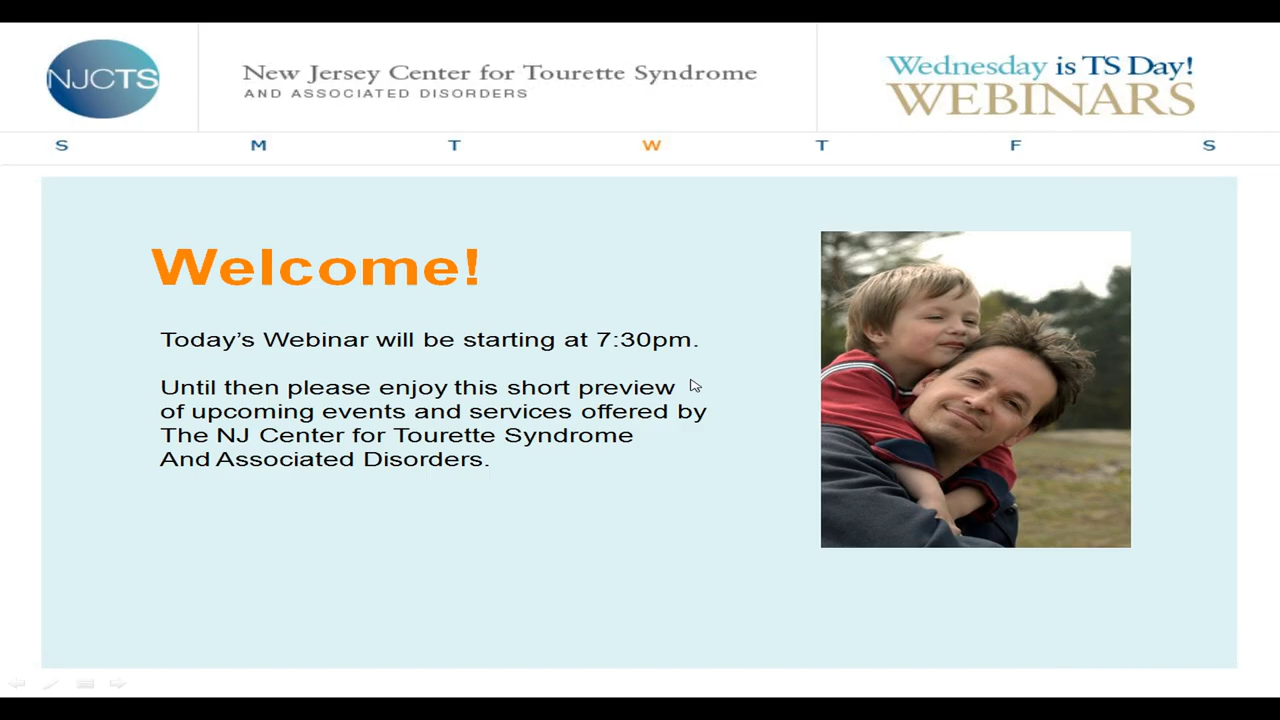 NJCTS
New Jersey Center for Tourette Syndrome
AND ASSOCIATED DISORDERS
Wednesday is TS Day!
WEBINARS
S M T W T F S
Welcome!
Today's Webinar will be starting at 7:30pm.
Until then please enjoy this short preview
of upcoming events and services offered by
The NJ Center for Tourette Syndrome
And Associated Disorders.